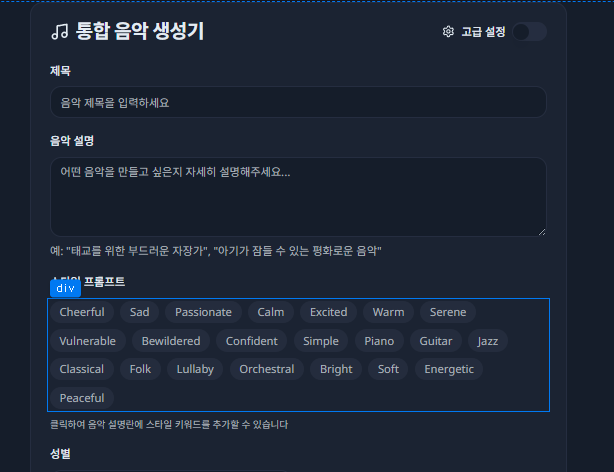 통합 음악 생성기
고급 설정
제목
음악 제목을 입력하세요
음악 설명
어떤 음악을 만들고 싶은지 자세히 설명해주세요...
예: "태교를 위한 부드러운 자장가", "아기가 잠들 수 있는 평화로운 음악"
프롬프트
div
Cheerful Sad Passionate Calm Excited Warm Serene
Vulnerable Bewildered Confident Simple Piano Guitar Jazz
Classical Folk Lullaby Orchestral Bright Soft Energetic
Peaceful
클릭하여 음악 설명란에 스타일 키워드를 추가할 수 있습니다
성별